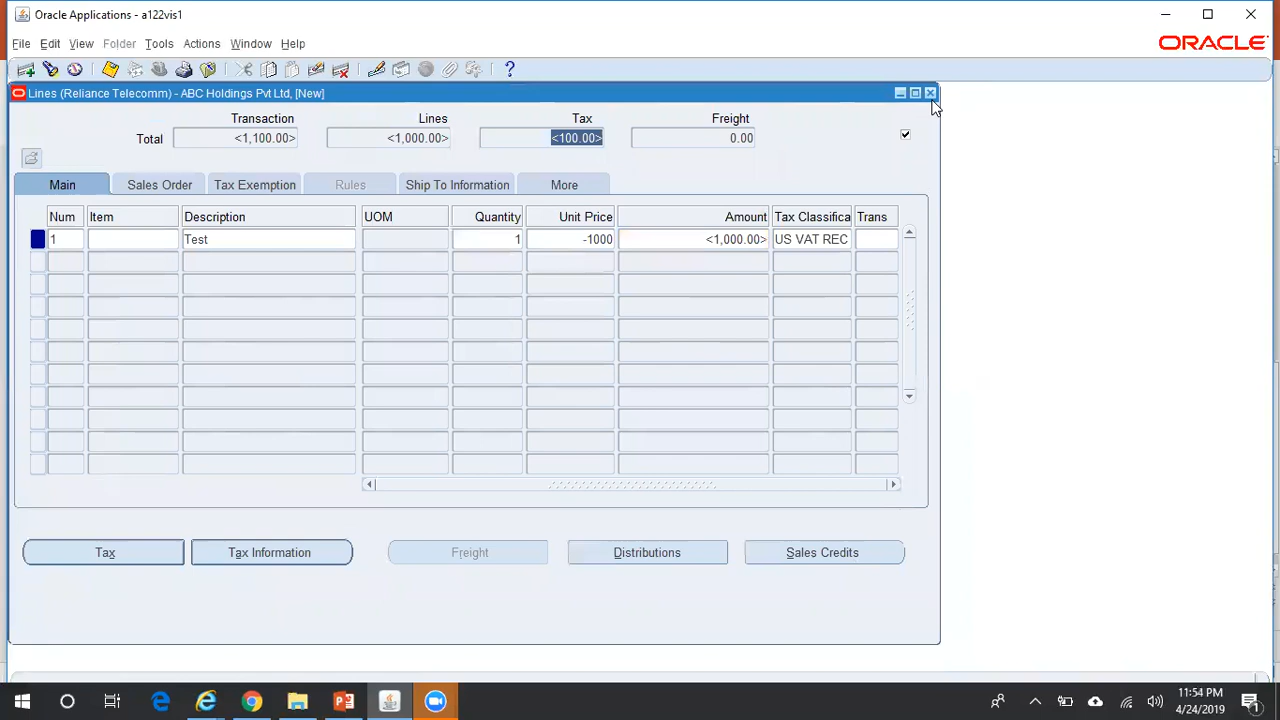 Oracle Applications - a122vis1
File Edit View Folder Tools Actions Window Help
ORACLE
Lines (Reliance Telecomm) - ABC Holdings Pvt Ltd, [New]
Transaction Lines Tax Freight
Total <1,100.00> <1,000.00> <100.00> 0.00
Main Sales Order Tax Exemption Rules Ship To Information More
Num Item Description UOM Quantity Unit Price Amount Tax Classifica Trans
1 Test 1 -1000 <1,000.00> US VAT REC
Tax Tax Information Freight Distributions Sales Credits
11:54 PM
4/24/2019
1